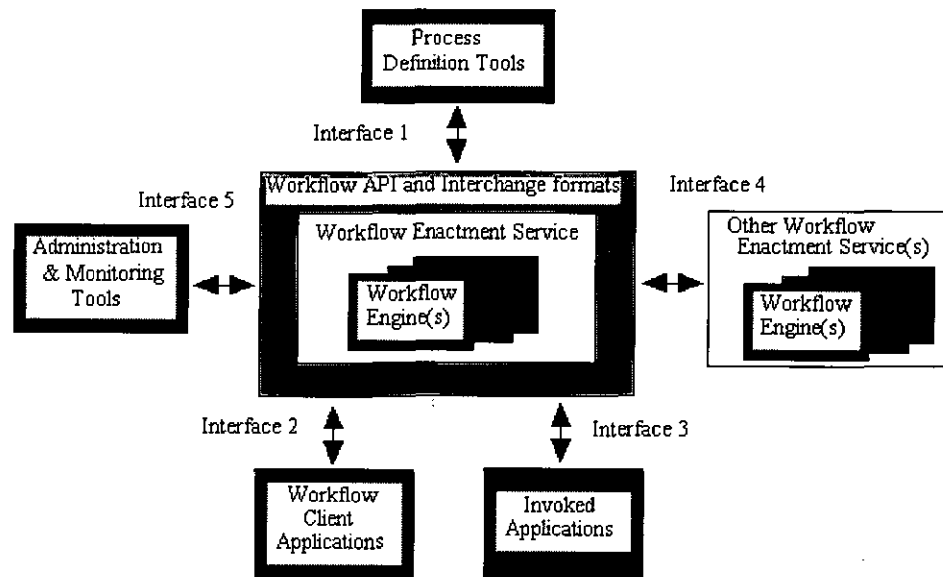 Process
Definition Tools
Interface 1
Workflow API and Interchange formats
Interface 4
Interface 5
Workflow Enactment Service
Other Workflow
Enactment Service(s)
Administration
& Monitoring
Tools
Workflow
Engine(s)
Workflow
Engine(s)
Interface 2
Interface 3
Workflow
Client
Applications
Invoked
Applications